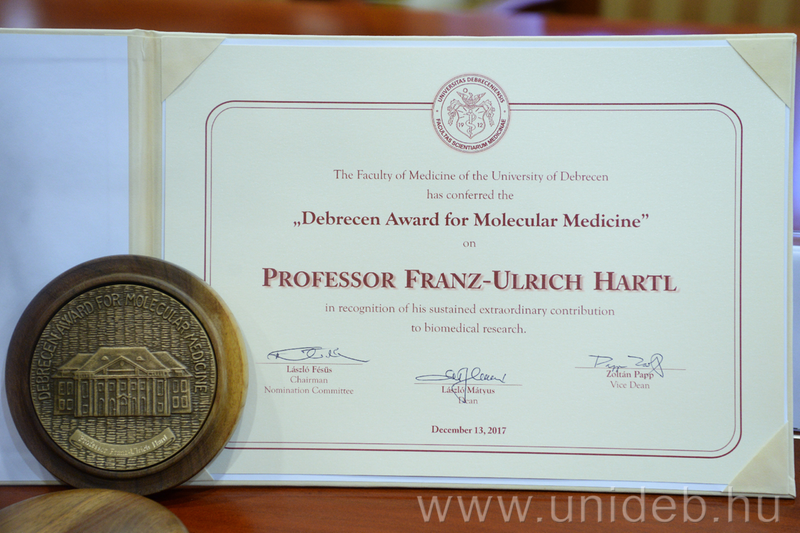 UNIVERSITAS DEBRECENIENSIS
19 12
FACULTAS SCIENTIARUM MEDICINAE
The Faculty of Medicine of the University of Debrecen
has conferred the
„Debrecen Award for Molecular Medicine”
on
PROFESSOR FRANZ-ULRICH HARTL
in recognition of his sustained extraordinary contribution
to biomedical research.
László Fésüs
Chairman
Nomination Committee
László Mátyus
Dean
Zoltán Papp
Vice Dean
December 13, 2017
DEBRECEN AWARD FOR MOLECULAR MEDICINE
www.unideb.hu